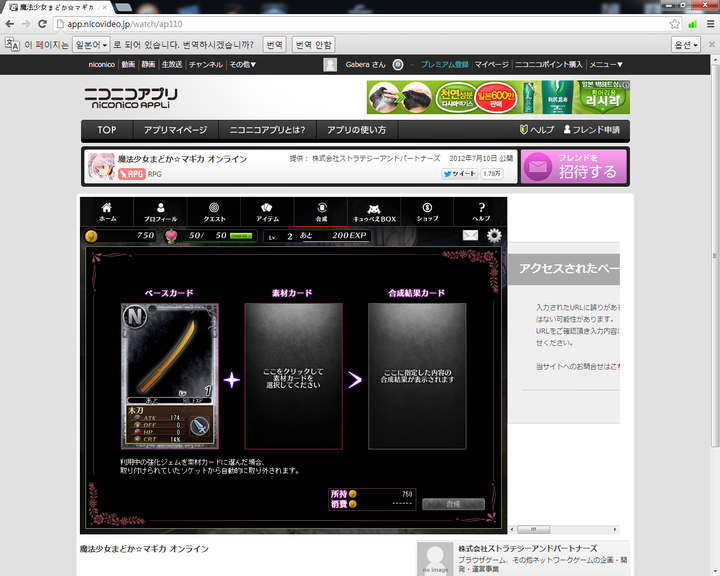 魔法少女まどか☆マギカ オ
app.nicovideo.jp/watch/ap110
이 페이지는 일본어 로 되어 있습니다. 번역하시겠습니까? 번역 번역 안함 옵션
niconico 動画 静画 生放送 チャンネル その他▼ Gabera さん プレミアム登録 マイページ ニコニコポイント購入 メニュー▼
ニコニコアプリ
NICONICO APPLI
천연성분
다시마엑기스
일본600만
판매
일본 빅히트상품
휘어리움
리시리
TOP アプリマイページ ニコニコアプリとは? アプリの使い方 ヘルプ フレンド申請
魔法少女まどか☆マギカ オンライン 提供： 株式会社ストラテジーアンドパートナーズ 2012年7月10日 公開
RPG RPG ツイート 1.79万
フレンドを
招待する
ホーム プロフィール クエスト アイテム 合成 キュゥべえBOX ショップ ヘルプ
750 50/ 50 Lv 2 あと 200EXP
ベースカード 素材カード 合成結果カード
N
Lv 1
あと 90 EXP
木刀
ATK 174
DEF 0
HP 0
CRT 14%
ここをクリックして
素材カードを
選択してください
ここに指定した内容の
合成結果が表示されます
利用中の強化ジェムを素材カードに選んだ場合、
取り付けられていたソケットから自動的に取り外されます。
所持 750
消費 ------
合成
アクセスされたペー
入力されたURLに誤りがある
はない可能性があります。
URLをご確認頂き入力内容に
せください。
当サイトへのお問合せはこち
魔法少女まどか☆マギカ オンライン
no image
株式会社ストラテジーアンドパートナーズ
ブラウザゲーム、その他ネットワークゲームの企画・開
発・運営事業